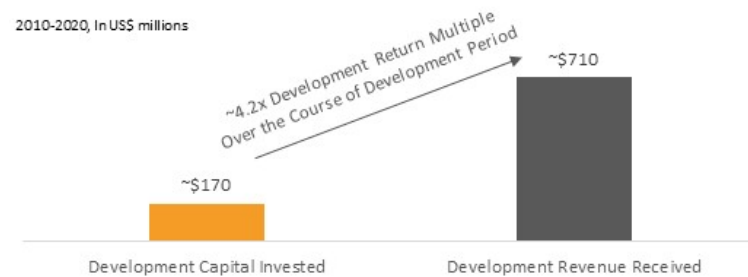 2010-2020, In US$ millions
~4.2x Development Return Multiple
Over the Course of Development Period
~$710
~$170
Development Capital Invested
Development Revenue Received